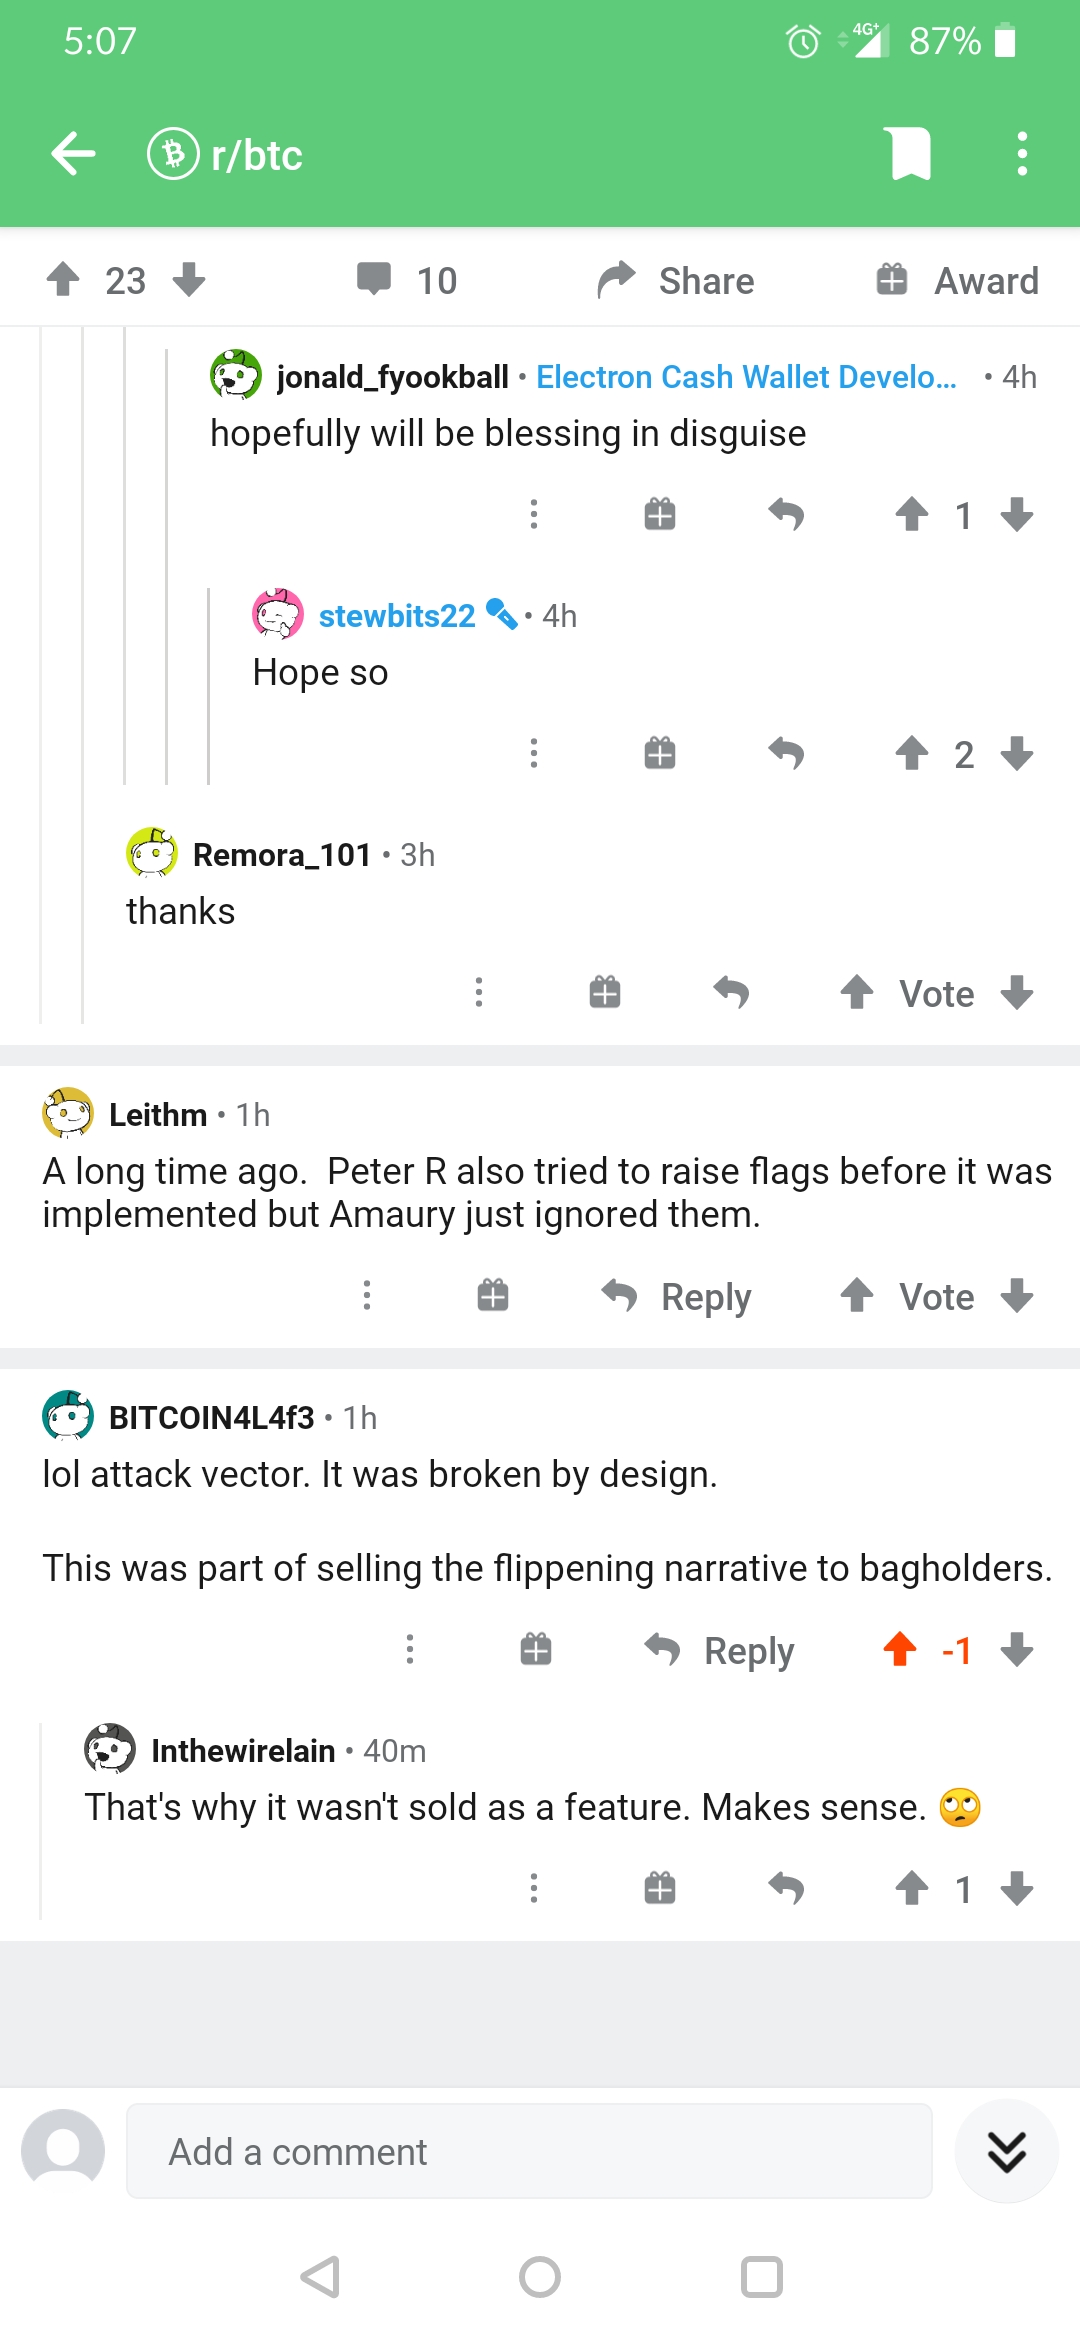 5:07 4G+ 87%
r/btc
23 10 Share Award
jonald_fyookball • Electron Cash Wallet Develo... • 4h
hopefully will be blessing in disguise
1
stewbits22 • 4h
Hope so
2
Remora_101 • 3h
thanks
Vote
Leithm • 1h
A long time ago.  Peter R also tried to raise flags before it was
implemented but Amaury just ignored them.
Reply Vote
BITCOIN4L4f3 • 1h
lol attack vector. It was broken by design.
This was part of selling the flippening narrative to bagholders.
Reply -1
Inthewirelain • 40m
That's why it wasn't sold as a feature. Makes sense. 🙄
1
Add a comment